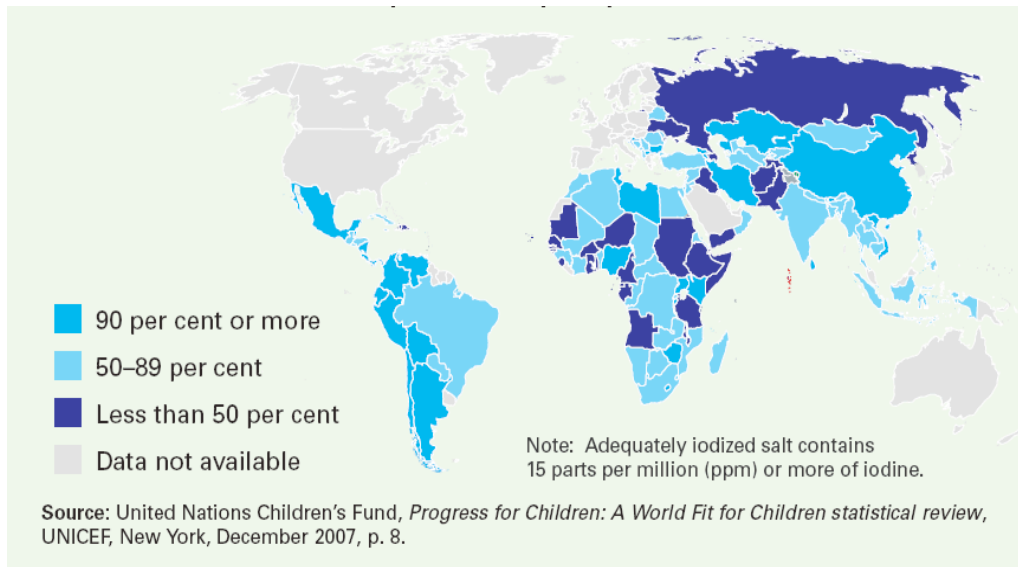 90 per cent or more
50–89 per cent
Less than 50 per cent
Data not available
Note: Adequately iodized salt contains
15 parts per million (ppm) or more of iodine.
Source: United Nations Children's Fund, Progress for Children: A World Fit for Children statistical review,
UNICEF, New York, December 2007, p. 8.